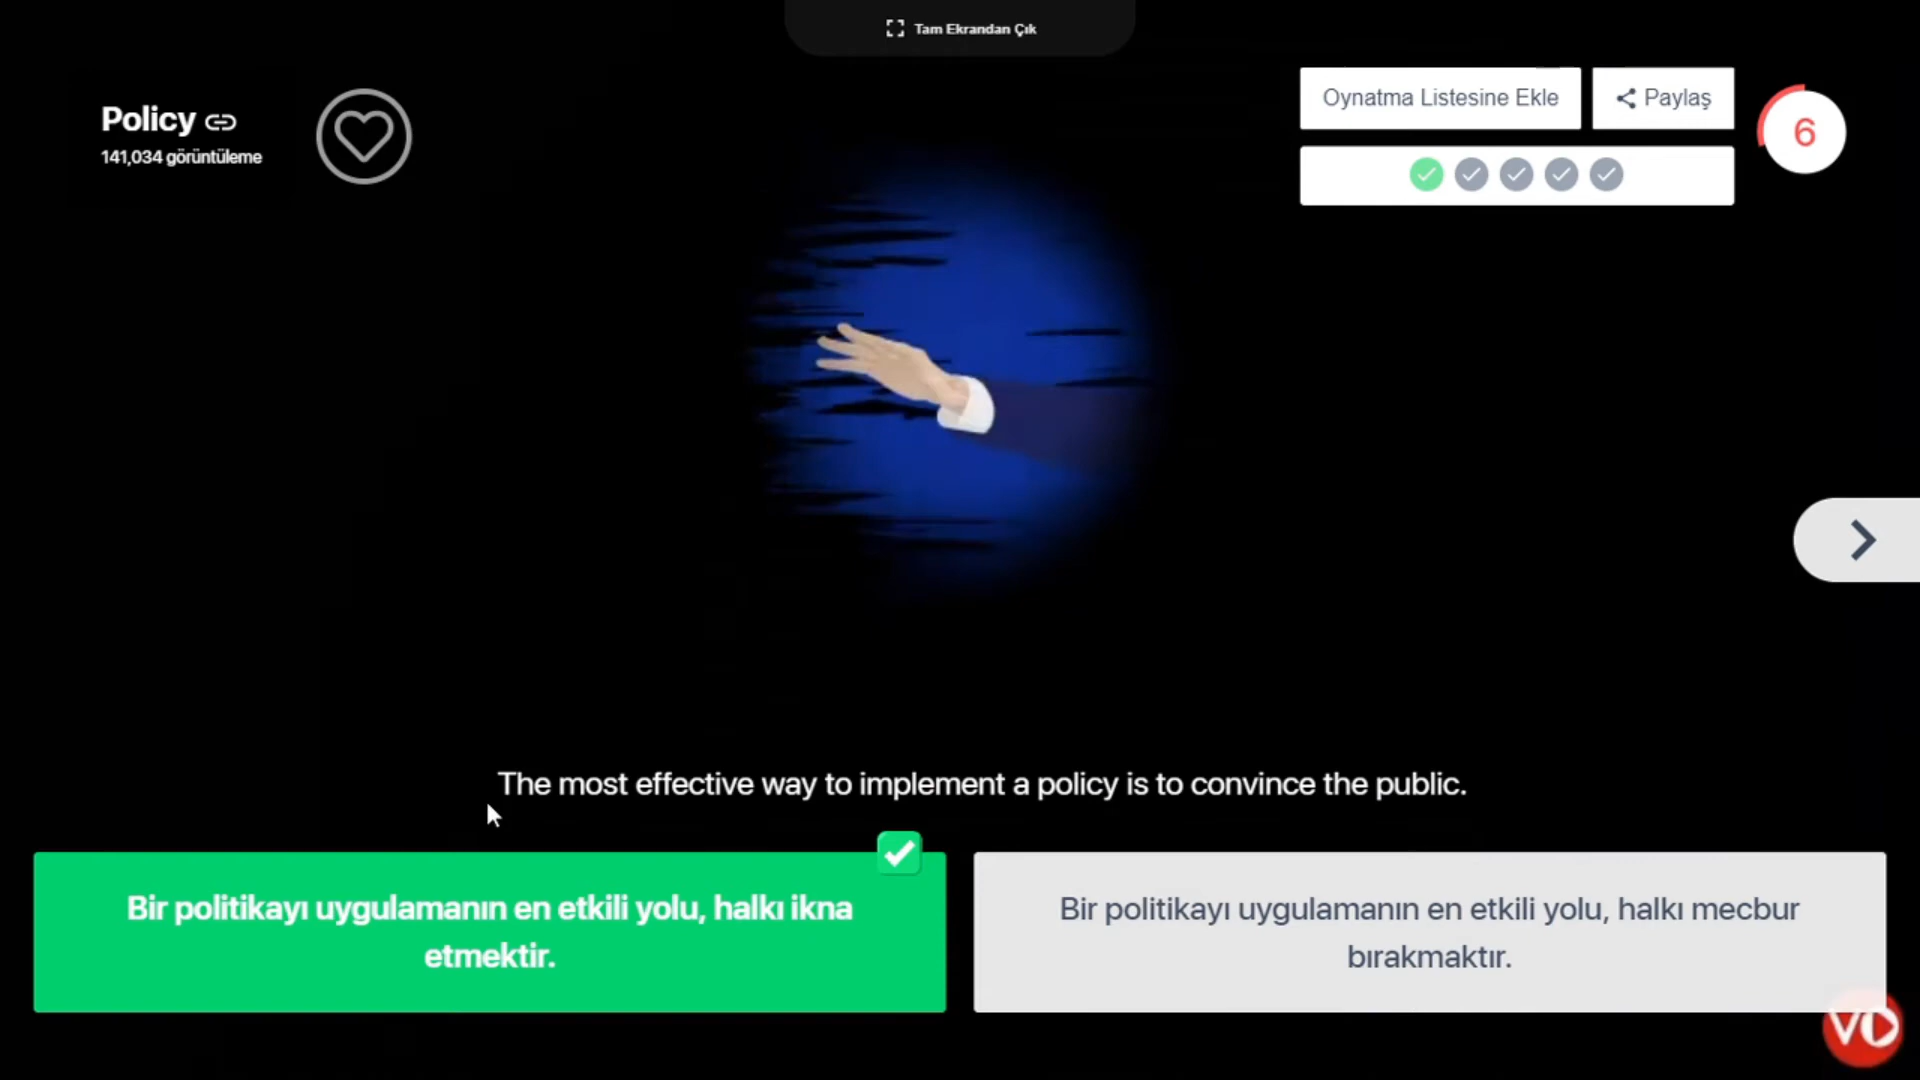 Tam Ekrandan Çık
Policy
141,034 görüntüleme
Oynatma Listesine Ekle
Paylaş
6
The most effective way to implement a policy is to convince the public.
Bir politikayı uygulamanın en etkili yolu, halkı ikna
etmektir.
Bir politikayı uygulamanın en etkili yolu, halkı mecbur
bırakmaktır.
VO